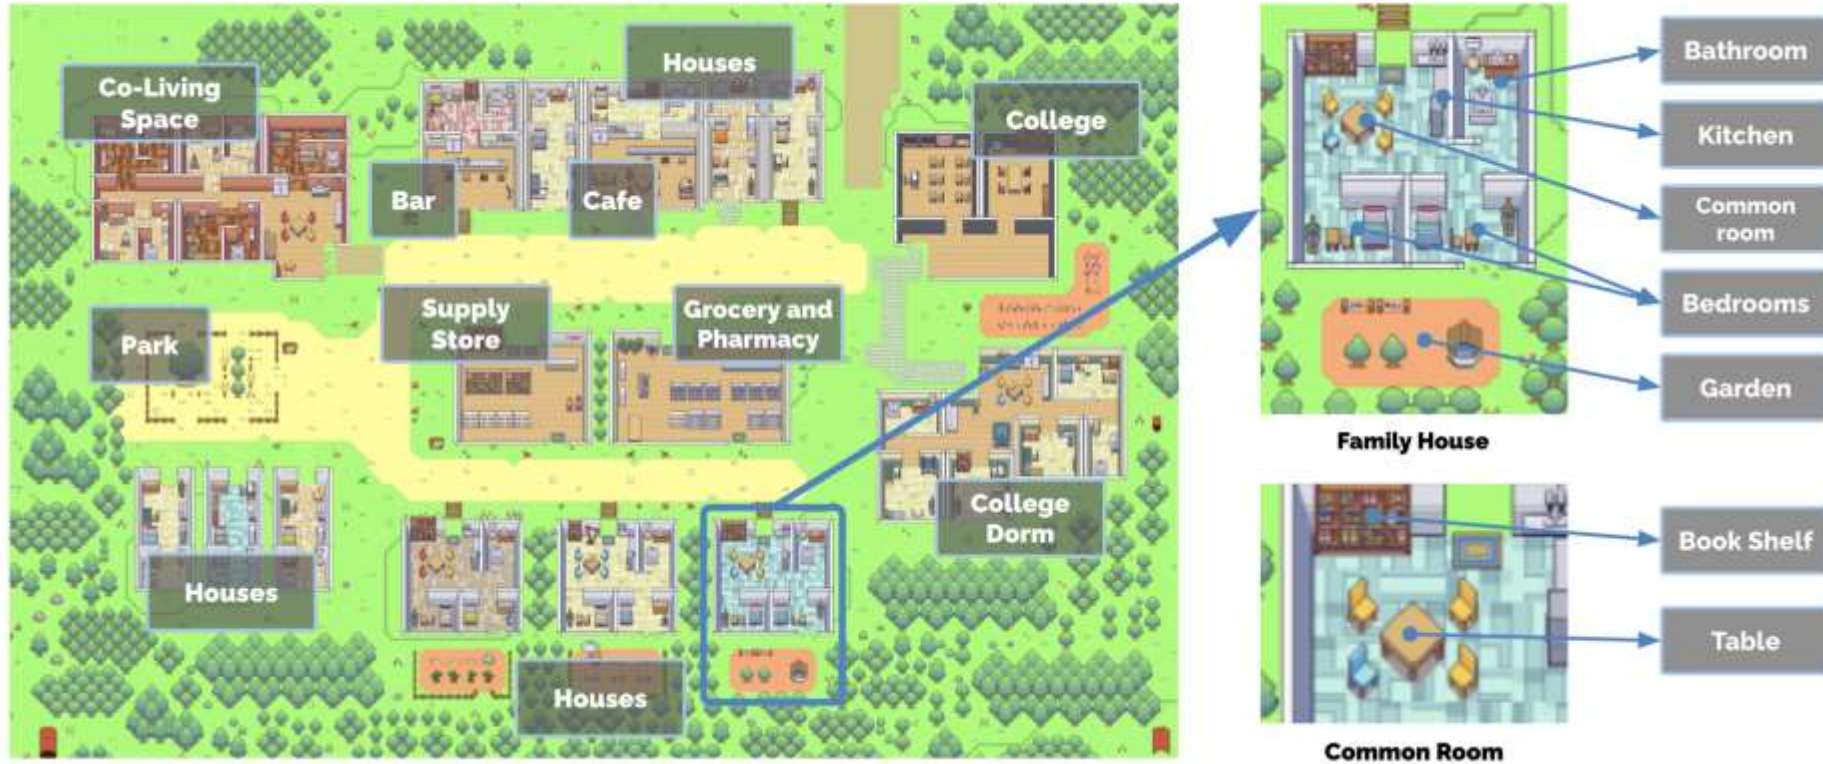 Houses
Co-Living
Space
College
Bar
Cafe
Supply
Store
Grocery and
Pharmacy
Park
College
Dorm
Houses
Houses
Bathroom
Kitchen
Common
room
Bedrooms
Garden
Family House
Book Shelf
Table
Common Room